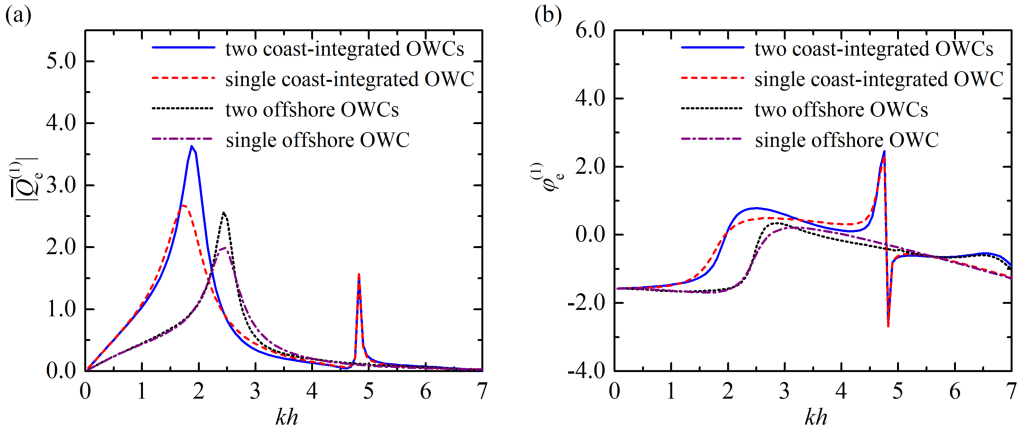 (a)
5.0
4.0
3.0
2.0
1.0
0.0
0 1 2 3 4 5 6 7
kh
|Q̅e(1)|
two coast-integrated OWCs
single coast-integrated OWC
two offshore OWCs
single offshore OWC
(b)
6.0
4.0
2.0
0.0
-2.0
-4.0
0 1 2 3 4 5 6 7
kh
φe(1)
two coast-integrated OWCs
single coast-integrated OWC
two offshore OWCs
single offshore OWC